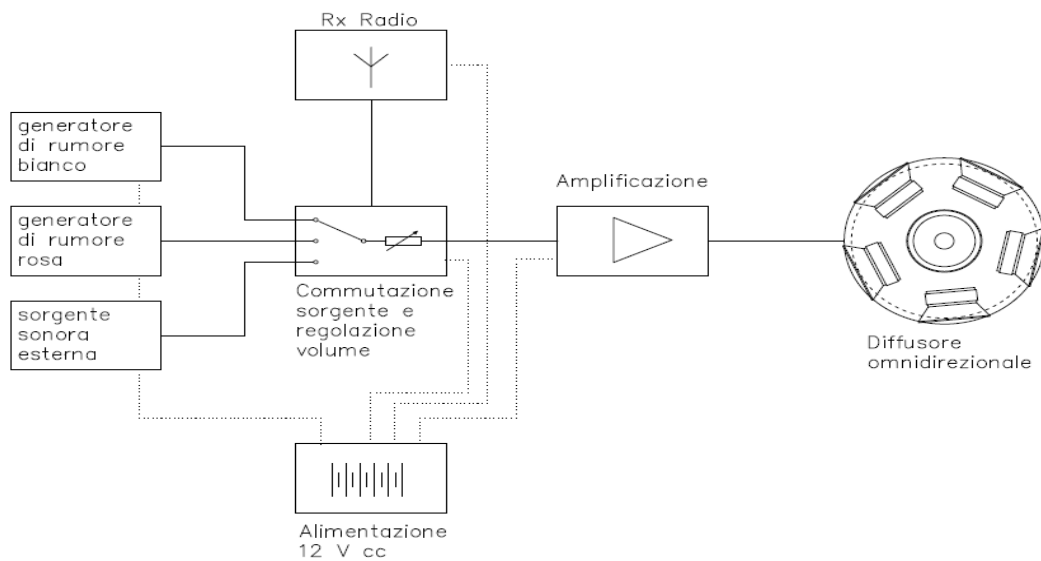 Rx Radio
generatore
di rumore
bianco
generatore
di rumore
rosa
sorgente
sonora
esterna
Commutazione
sorgente e
regolazione
volume
Amplificazione
Diffusore
omnidirezionale
Alimentazione
12 V cc